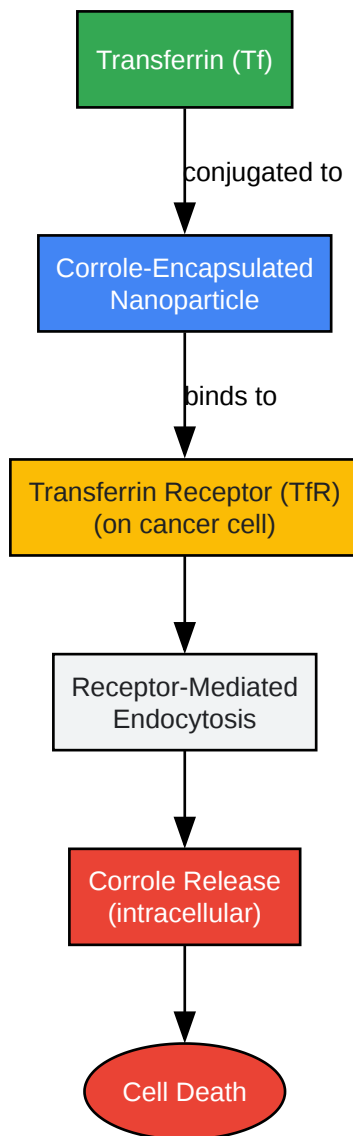 Transferrin (Tf)
conjugated to
Corrole-Encapsulated
Nanoparticle
binds to
Transferrin Receptor (TfR)
(on cancer cell)
Receptor-Mediated
Endocytosis
Corrole Release
(intracellular)
Cell Death